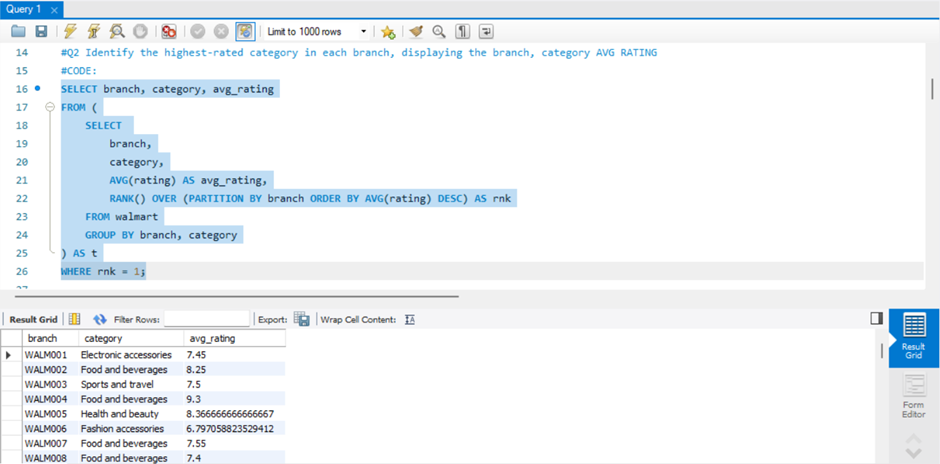 Query 1
Limit to 1000 rows
14 #Q2 Identify the highest-rated category in each branch, displaying the branch, category AVG RATING
15 #CODE:
16 SELECT branch, category, avg_rating
17 FROM (
18 SELECT
19 branch,
20 category,
21 AVG(rating) AS avg_rating,
22 RANK() OVER (PARTITION BY branch ORDER BY AVG(rating) DESC) AS rnk
23 FROM walmart
24 GROUP BY branch, category
25 ) AS t
26 WHERE rnk = 1;
Result Grid Filter Rows: Export: Wrap Cell Content:
branch category avg_rating
WALM001 Electronic accessories 7.45
WALM002 Food and beverages 8.25
WALM003 Sports and travel 7.5
WALM004 Food and beverages 9.3
WALM005 Health and beauty 8.366666666666667
WALM006 Fashion accessories 6.797058823529412
WALM007 Food and beverages 7.55
WALM008 Food and beverages 7.4
Result
Grid
Form
Editor